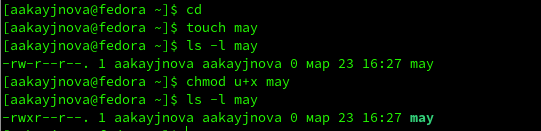 [aakayjnova@fedora ~]$ cd
[aakayjnova@fedora ~]$ touch may
[aakayjnova@fedora ~]$ ls -l may
-rw-r--r--. 1 aakayjnova aakayjnova 0 мар 23 16:27 may
[aakayjnova@fedora ~]$ chmod u+x may
[aakayjnova@fedora ~]$ ls -l may
-rwxr--r--. 1 aakayjnova aakayjnova 0 мар 23 16:27 may